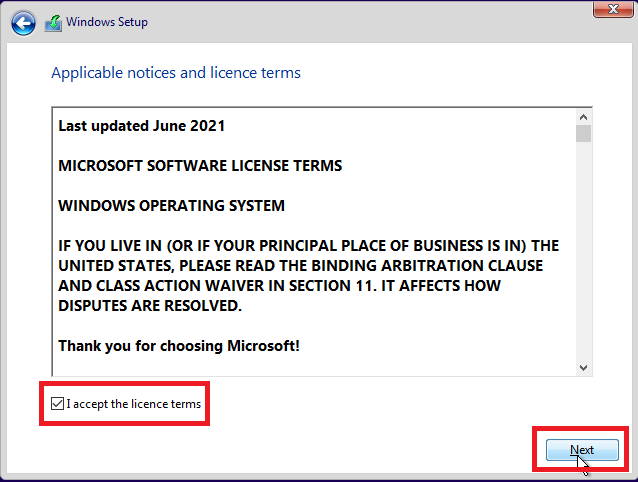 Windows Setup
Applicable notices and licence terms
Last updated June 2021
MICROSOFT SOFTWARE LICENSE TERMS
WINDOWS OPERATING SYSTEM
IF YOU LIVE IN (OR IF YOUR PRINCIPAL PLACE OF BUSINESS IS IN) THE
UNITED STATES, PLEASE READ THE BINDING ARBITRATION CLAUSE
AND CLASS ACTION WAIVER IN SECTION 11. IT AFFECTS HOW
DISPUTES ARE RESOLVED.
Thank you for choosing Microsoft!
I accept the licence terms
Next